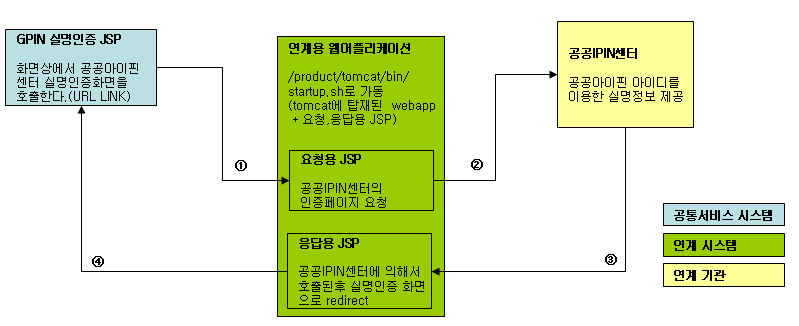 GPIN 실명인증 JSP
화면상에서 공공아이핀
센터 실명인증화면을
호출한다.(URL LINK)
①
연계용 웹어플리케이션
/product/tomcat/bin/
startup.sh로 가동
(tomcat에 탑재된 webapp
+ 요청,응답용 JSP)
요청용 JSP
공공IPIN센터의
인증페이지 요청
②
공공IPIN센터
공공아이핀 아이디를
이용한 실명정보 제공
③
응답용 JSP
공공IPIN센터에 의해서
호출된후 실명인증 화면
으로 redirect
④
공통서비스 시스템
연계 시스템
연계 기관